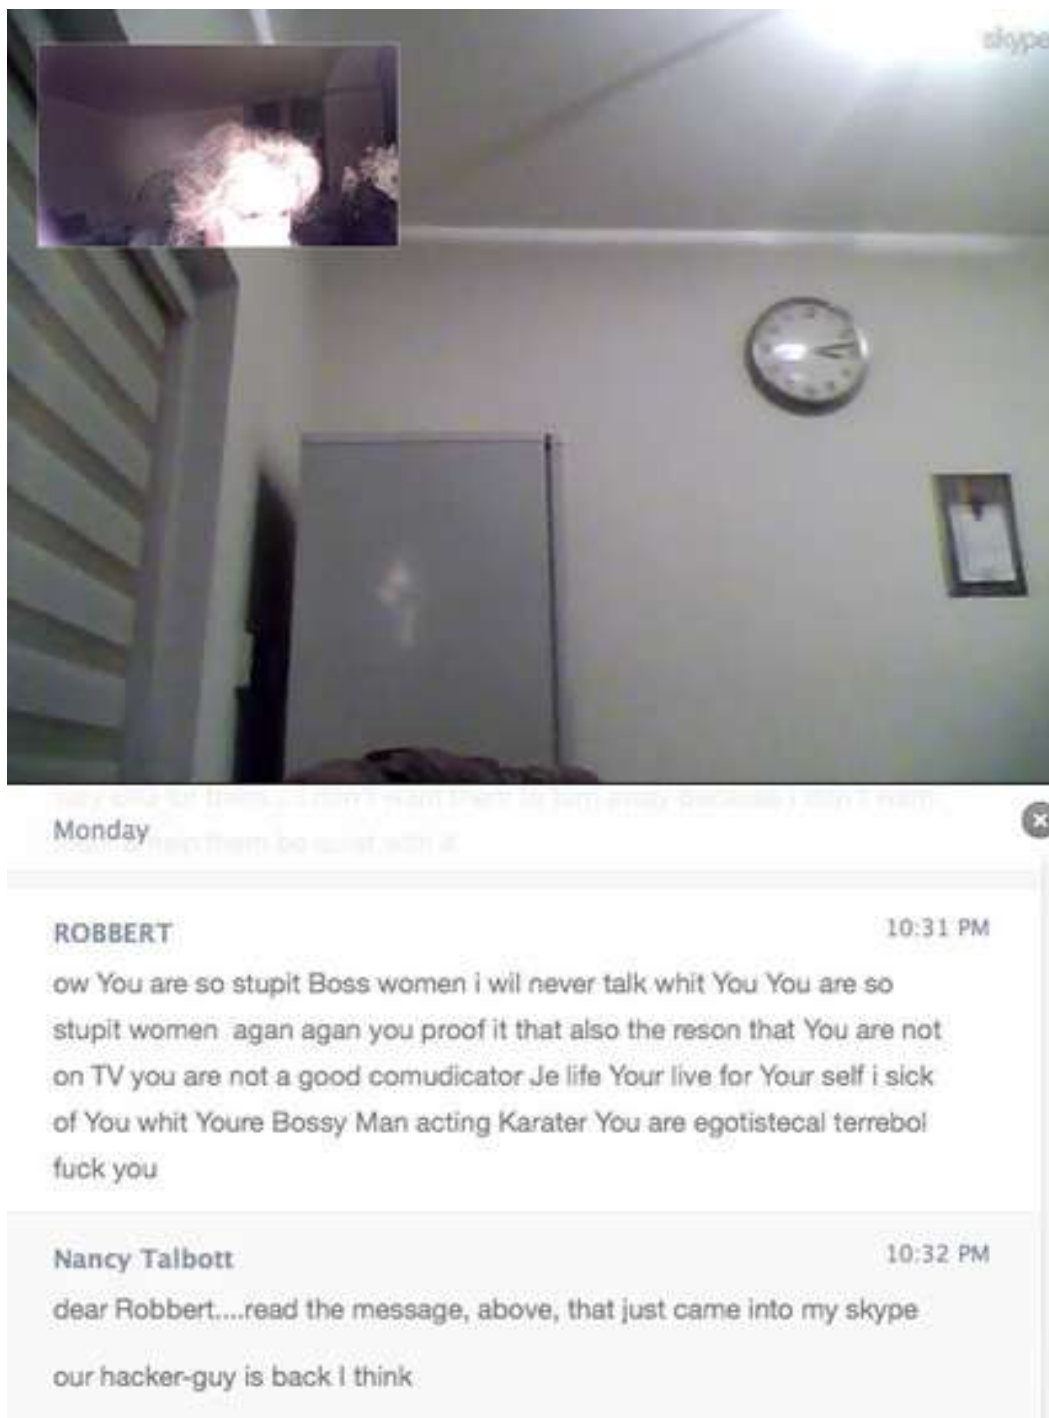 skype
Monday
ROBBERT
10:31 PM
ow You are so stupit Boss women i wil never talk whit You You are so
stupit women agan agan you proof it that also the reson that You are not
on TV you are not a good comudicator Je life Your live for Your self i sick
of You whit Youre Bossy Man acting Karater You are egotistecal terrebol
fuck you
Nancy Talbott
10:32 PM
dear Robbert....read the message, above, that just came into my skype
our hacker-guy is back I think